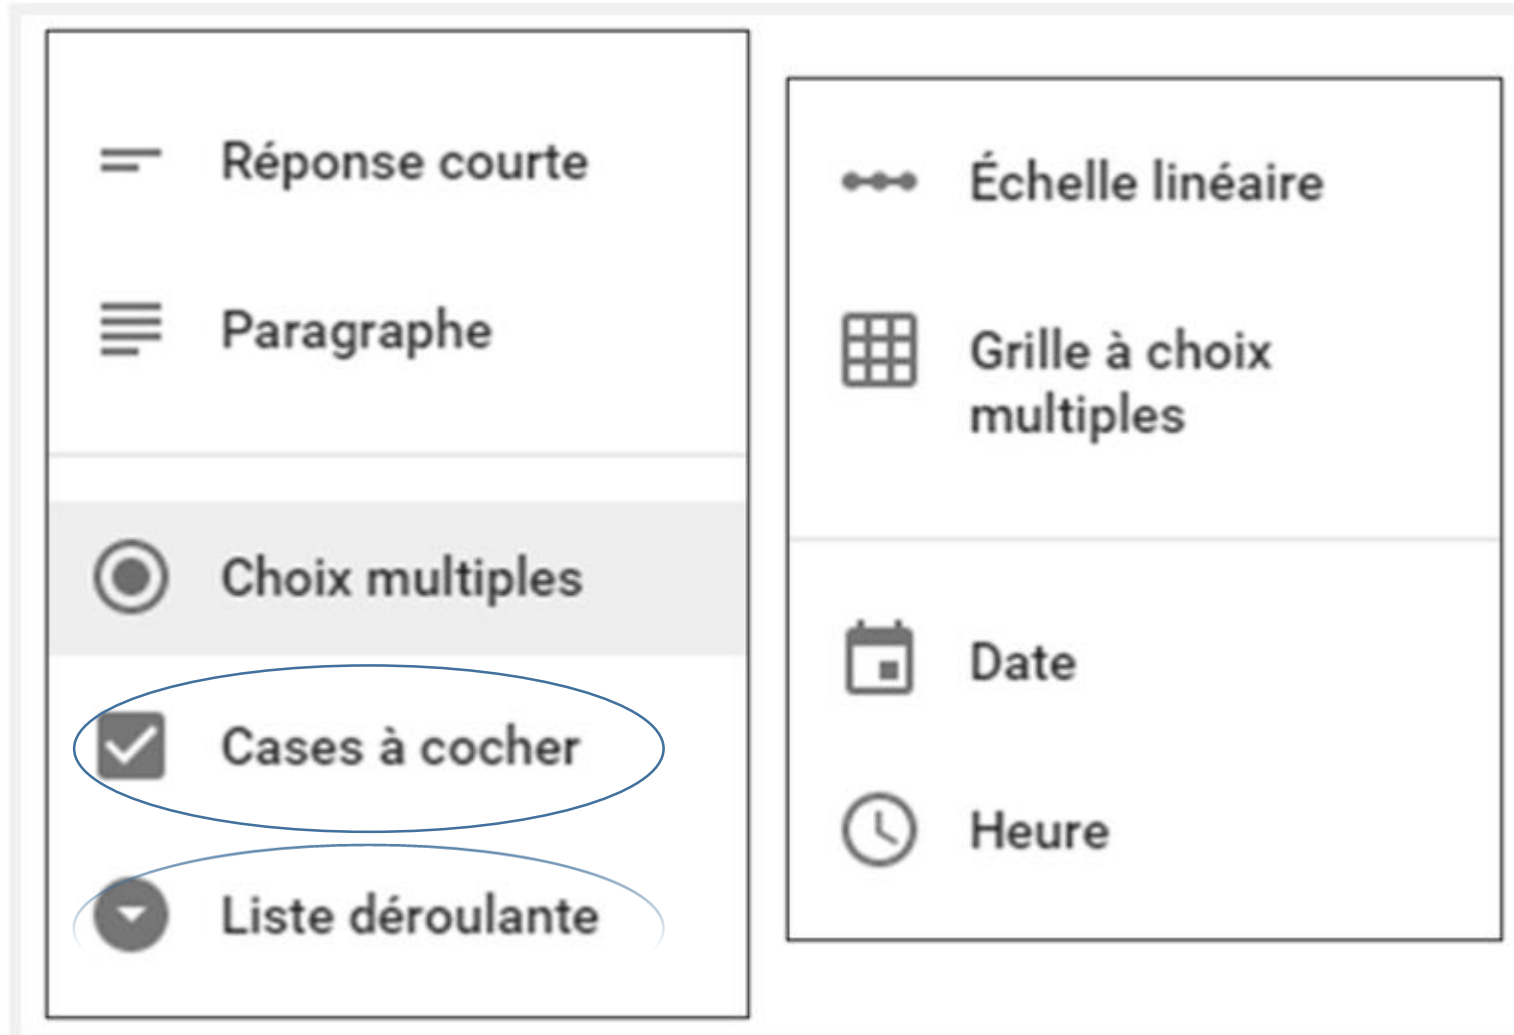 Réponse courte
Paragraphe
Choix multiples
Cases à cocher
Liste déroulante
Échelle linéaire
Grille à choix
multiples
Date
Heure